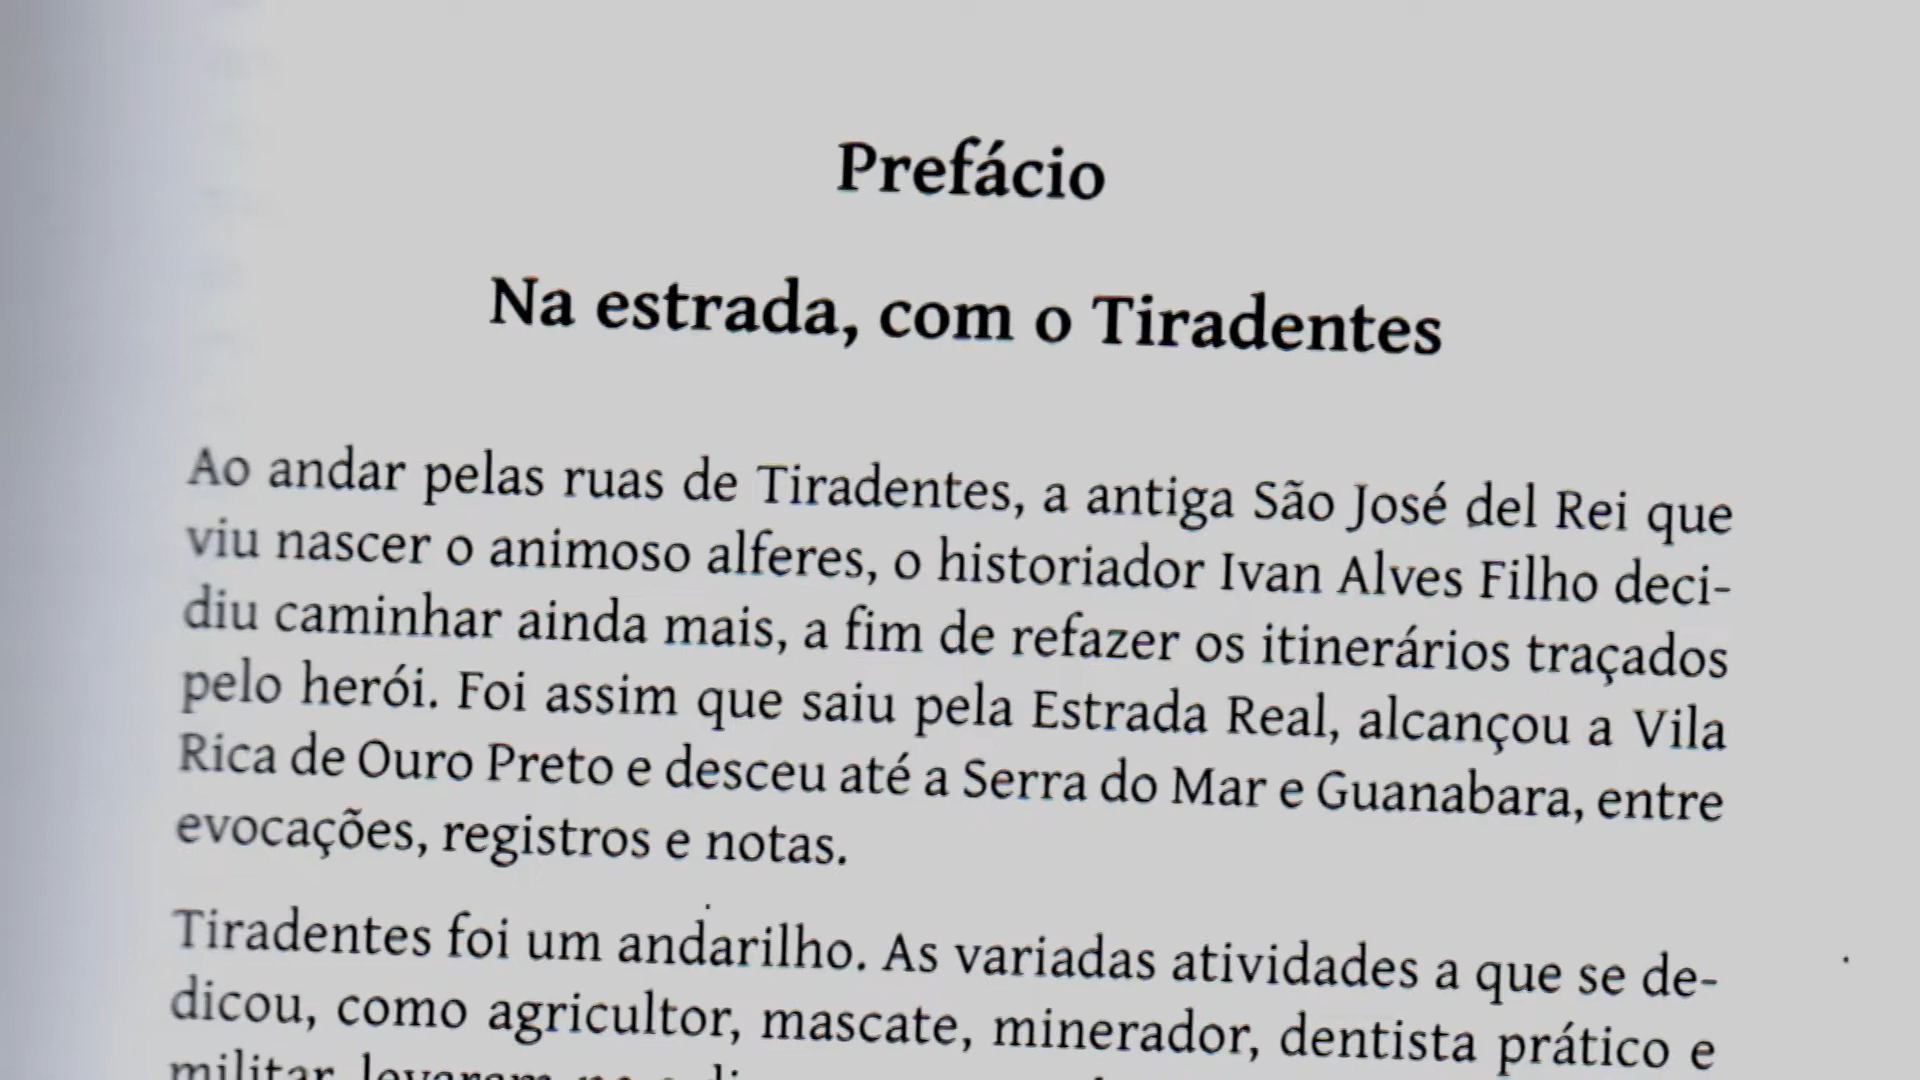 Prefácio
Na estrada, com o Tiradentes
Ao andar pelas ruas de Tiradentes, a antiga São José del Rei que
viu nascer o animoso alferes, o historiador Ivan Alves Filho deci-
diu caminhar ainda mais, a fim de refazer os itinerários traçados
pelo herói. Foi assim que saiu pela Estrada Real, alcançou a Vila
Rica de Ouro Preto e desceu até a Serra do Mar e Guanabara, entre
evocações, registros e notas.
Tiradentes foi um andarilho. As variadas atividades a que se de-
dicou, como agricultor, mascate, minerador, dentista prático e
militar